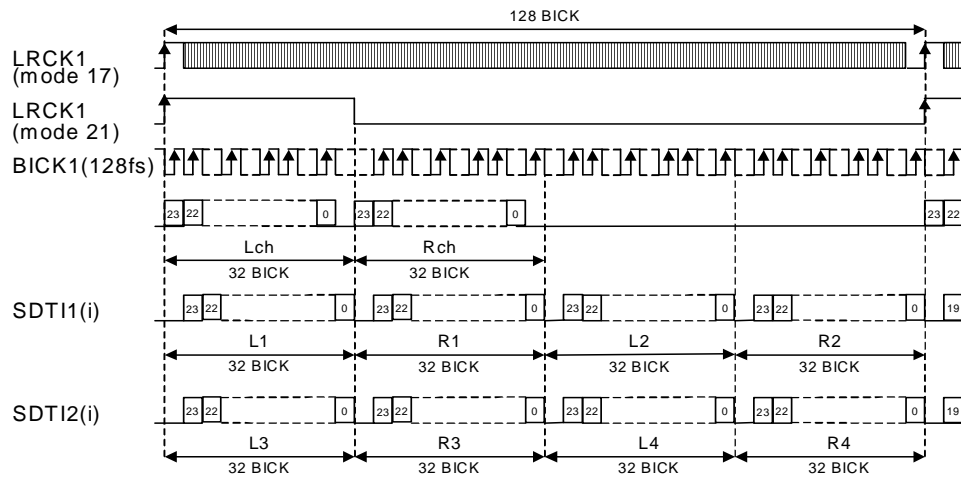 128 BICK
LRCK1
(mode 17)
LRCK1
(mode 21)
BICK1(128fs)
23 22 0 23 22 0 23 22
Lch Rch
32 BICK 32 BICK
SDTI1(i) 23 22 0 23 22 0 23 22 0 23 22 0 19
L1 R1 L2 R2
32 BICK 32 BICK 32 BICK 32 BICK
SDTI2(i) 23 22 0 23 22 0 23 22 0 23 22 0 19
L3 R3 L4 R4
32 BICK 32 BICK 32 BICK 32 BICK